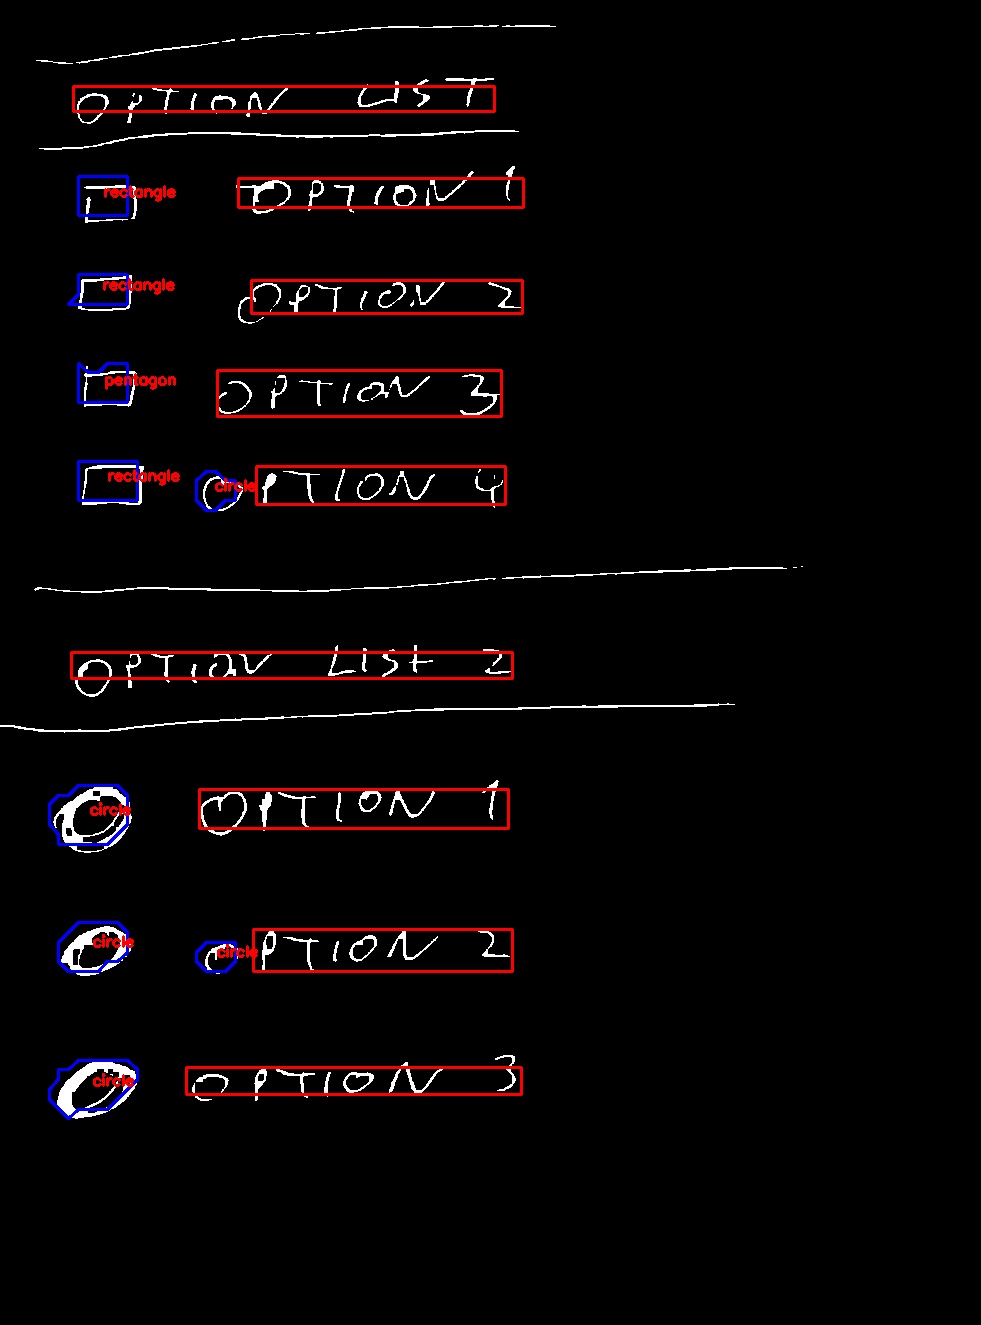 OPTION LIST
rectangle OPTION 1
rectangle OPTION 2
pentagon OPTION 3
rectangle circle OPTION 4
OPTION LIST 2
circle OPTION 1
circle circle OPTION 2
circle OPTION 3